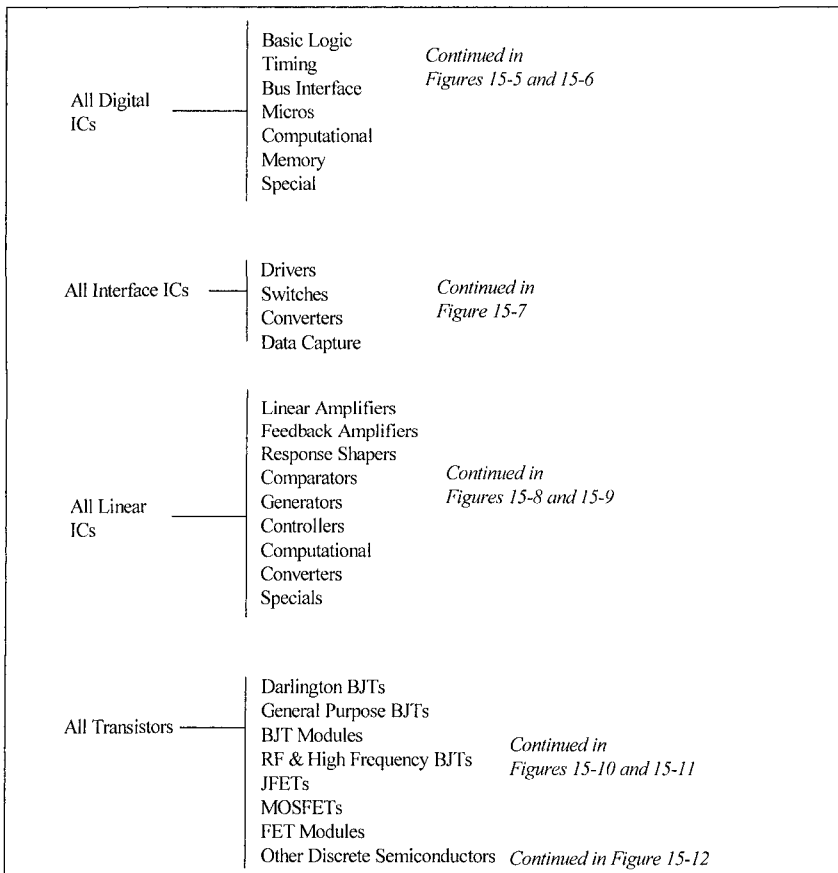 All Digital
ICs
Basic Logic
Timing
Bus Interface
Micros
Computational
Memory
Special
Continued in
Figures 15-5 and 15-6
All Interface ICs
Drivers
Switches
Converters
Data Capture
Continued in
Figure 15-7
All Linear
ICs
Linear Amplifiers
Feedback Amplifiers
Response Shapers
Comparators
Generators
Controllers
Computational
Converters
Specials
Continued in
Figures 15-8 and 15-9
All Transistors
Darlington BJTs
General Purpose BJTs
BJT Modules
RF & High Frequency BJTs
JFETs
MOSFETs
FET Modules
Other Discrete Semiconductors
Continued in
Figures 15-10 and 15-11
Continued in Figure 15-12